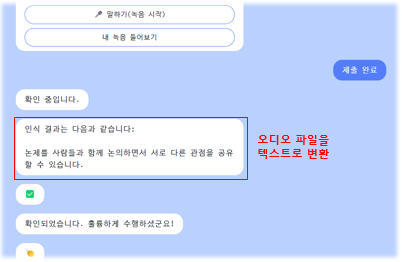 말하기(녹음 시작)
내 녹음 들어보기
제출 완료
확인 중입니다.
인식 결과는 다음과 같습니다:
논제를 사람들과 함께 논의하면서 서로 다른 관점을 공유
할 수 있습니다.
오디오 파일을
텍스트로 변환
확인되었습니다. 훌륭하게 수행하셨군요!